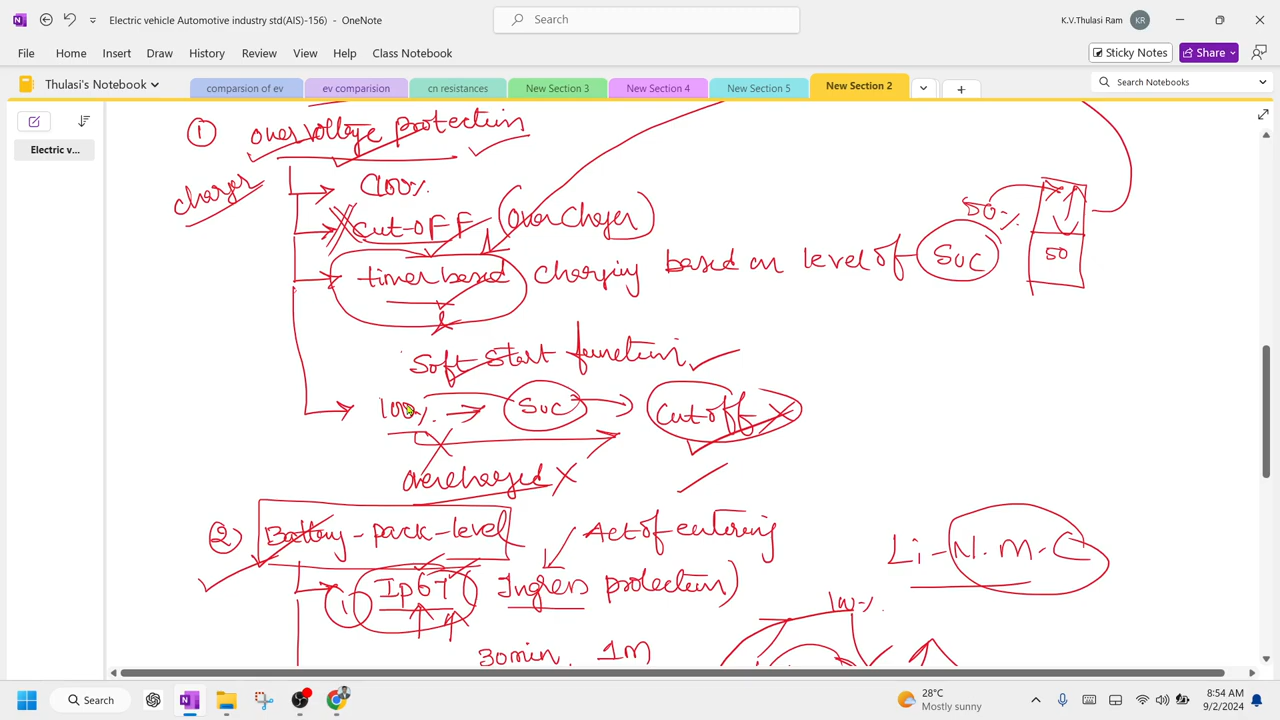 Electric vehicle Automotive industry std(AIS)-156) - OneNote
Search
K.V.Thulasi Ram
KR
File Home Insert Draw History Review View Help Class Notebook
Sticky Notes
Share
Thulasi's Notebook
comparsion of ev
ev comparision
cn resistances
New Section 3
New Section 4
New Section 5
New Section 2
Search Notebooks
Electric v...
① over voltage protection
charger
100%
cut-off (over charger)
timer based charging based on level of SOC
50%
50
&
Soft start function
100% → SOC → cut off
overcharged
② Battery-pack-level
Act of entering
Li-N.M.C
① IP67 Ingress protection)
100%
30min. 1M
Search
28°C
Mostly sunny
8:54 AM
9/2/2024